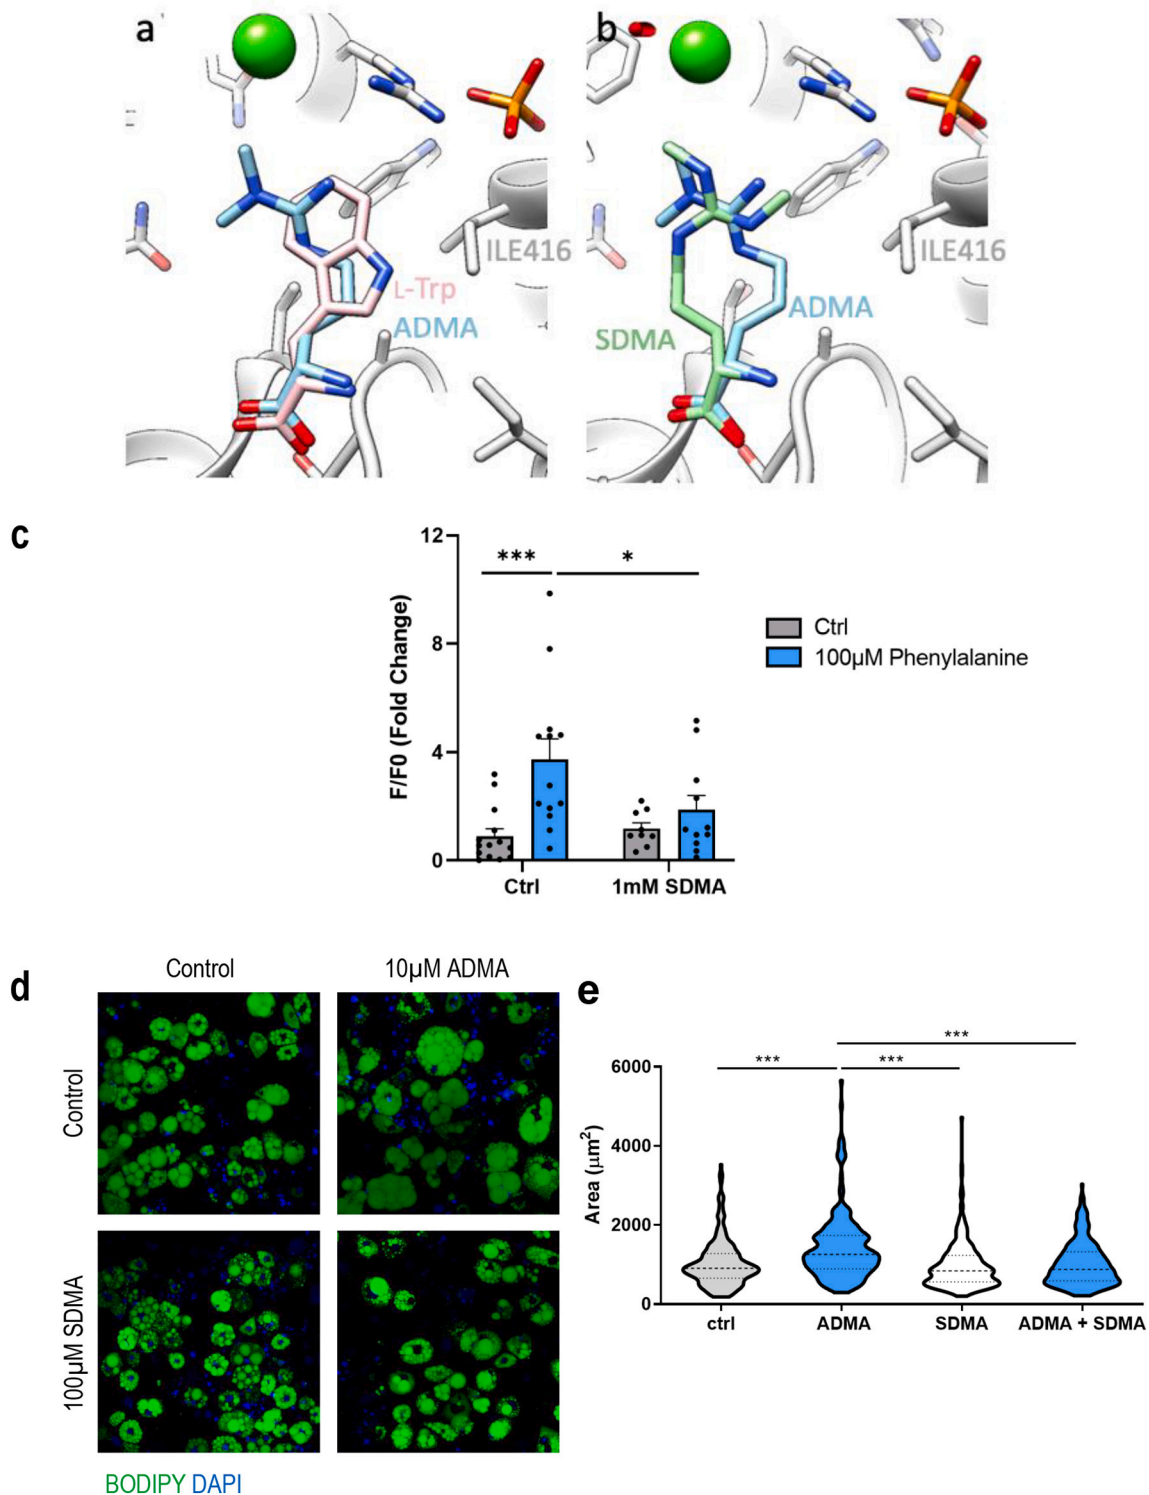 a
b
ILE416
L-Trp
ADMA
ILE416
ADMA
SDMA
c
12
8
4
0
F/F0 (Fold Change)
***
*
Ctrl
100μM Phenylalanine
Ctrl
1mM SDMA
d
Control
10μM ADMA
Control
100μM SDMA
BODIPY DAPI
e
***
***
***
6000
4000
2000
0
Area (μm²)
ctrl
ADMA
SDMA
ADMA + SDMA